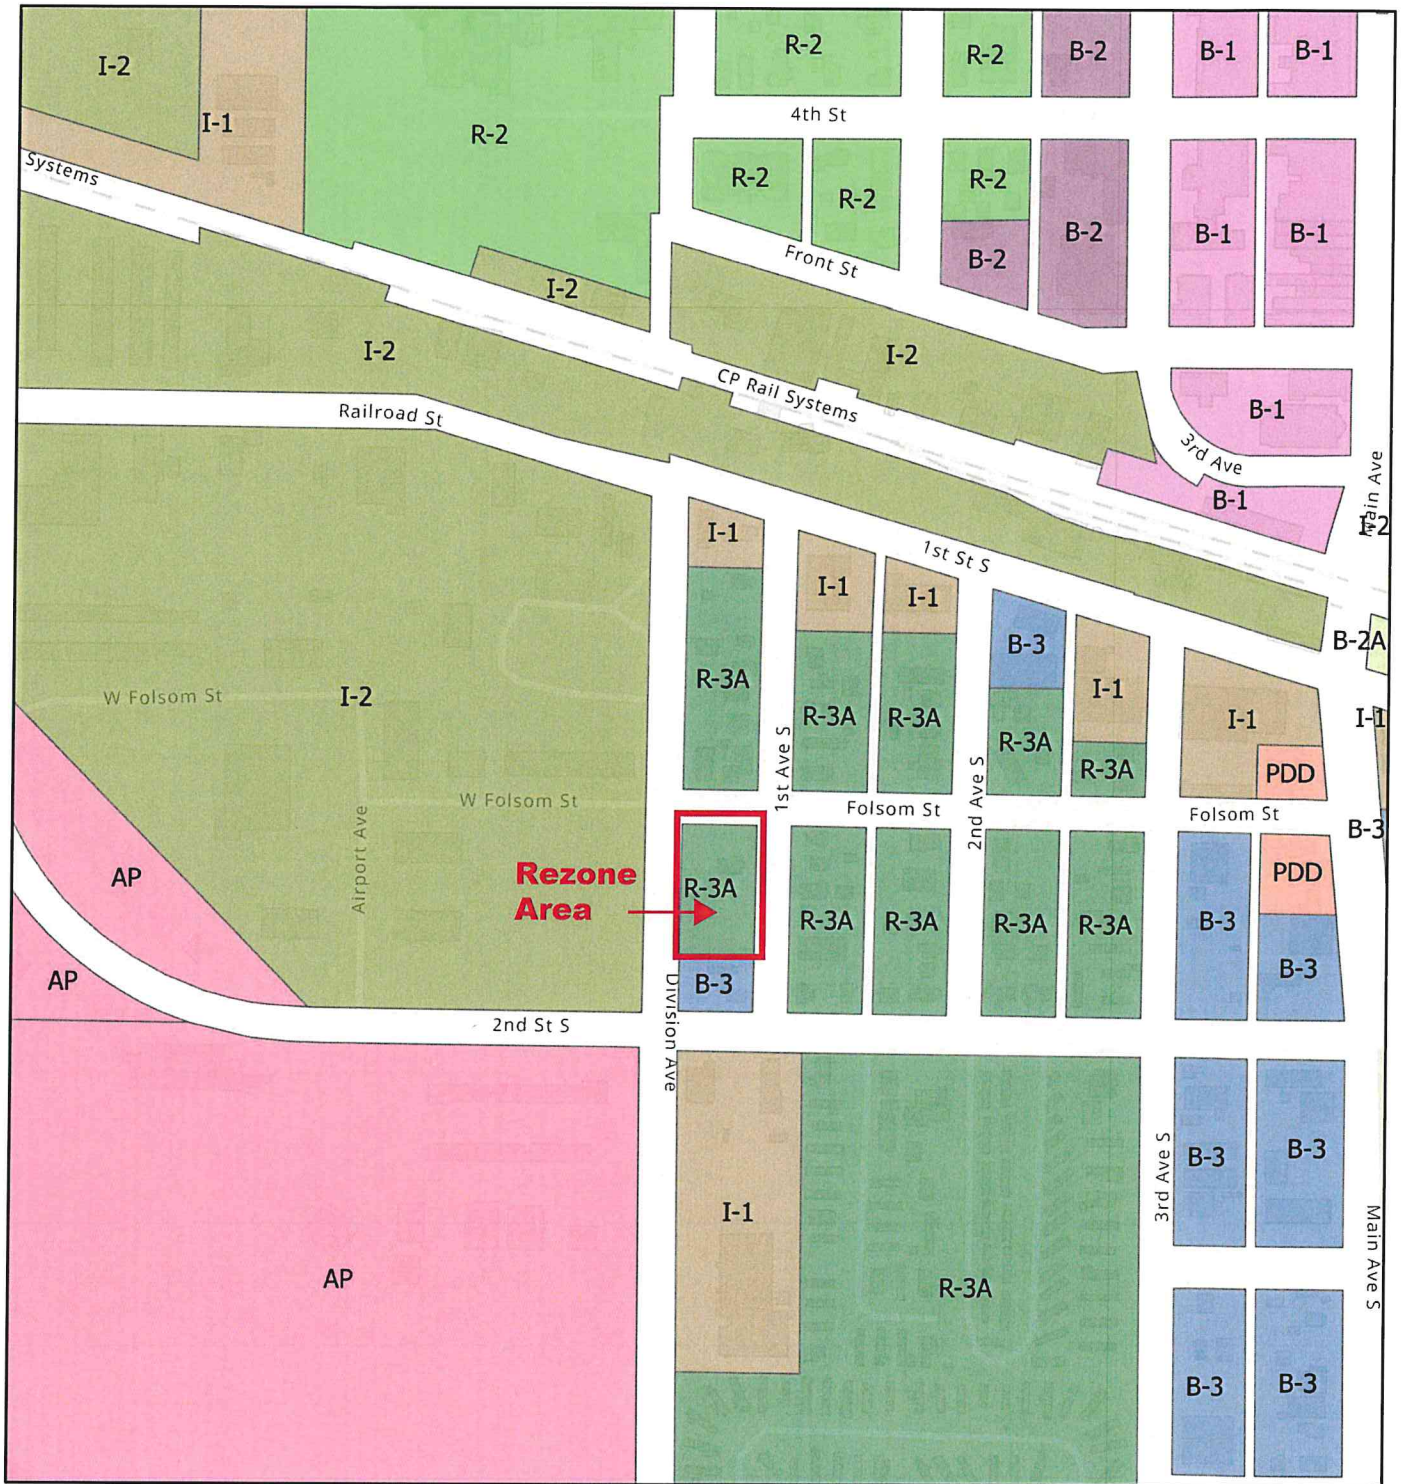 I-2
R-2
R-2
B-2
B-1
B-1
4th St
I-1
R-2
Systems
R-2
R-2
R-2
B-2
B-1
B-1
B-2
Front St
I-2
I-2
I-2
CP Rail Systems
Railroad St
B-1
3rd Ave
B-1
Main Ave
I-2
I-1
1st St S
I-1
I-1
B-3
B-2A
R-3A
I-1
W Folsom St
I-2
R-3A
R-3A
I-1
I-1
R-3A
R-3A
PDD
1st Ave S
2nd Ave S
W Folsom St
Folsom St
Folsom St
B-3
Airport Ave
AP
Rezone
Area
R-3A
R-3A
R-3A
R-3A
R-3A
B-3
PDD
AP
B-3
B-3
Division Ave
2nd St S
B-3
B-3
3rd Ave S
I-1
Main Ave S
AP
R-3A
B-3
B-3